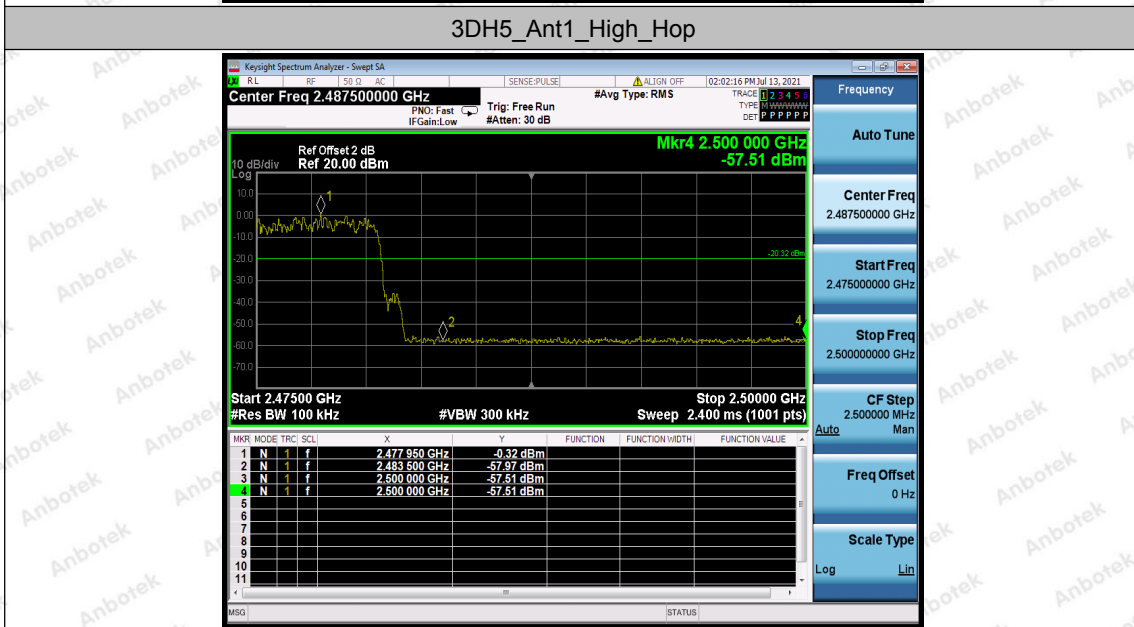 3DH5_Ant1_High_Hop
Keysight Spectrum Analyzer - Swept SA
RL RF 50 Ω AC SENSE:PULSE ALIGN OFF 02:02:16 PM Jul 13, 2021
Center Freq 2.487500000 GHz #Avg Type: RMS TRACE 1 2 3 4 5 6
PNO: Fast Trig: Free Run TYPE M WWWWW
IFGain:Low #Atten: 30 dB DET P P P P P P
Frequency
Auto Tune
Center Freq
2.487500000 GHz
Start Freq
2.475000000 GHz
Stop Freq
2.500000000 GHz
CF Step
2.500000 MHz
Auto Man
Freq Offset
0 Hz
Scale Type
Log Lin
Mkr4 2.500 000 GHz
-57.51 dBm
Ref Offset 2 dB
10 dB/div Ref 20.00 dBm
Log
10.0
0.00
-10.0
-20.0
-30.0
-40.0
-50.0
-60.0
-70.0
1
2
4
-20.32 dBm
Start 2.47500 GHz Stop 2.50000 GHz
#Res BW 100 kHz #VBW 300 kHz Sweep 2.400 ms (1001 pts)
MKR MODE TRC SCL X Y FUNCTION FUNCTION WIDTH FUNCTION VALUE
1 N 1 f 2.477 950 GHz -0.32 dBm
2 N 1 f 2.483 500 GHz -57.97 dBm
3 N 1 f 2.500 000 GHz -57.51 dBm
4 N 1 f 2.500 000 GHz -57.51 dBm
5
6
7
8
9
10
11
MSG STATUS
Anbotek